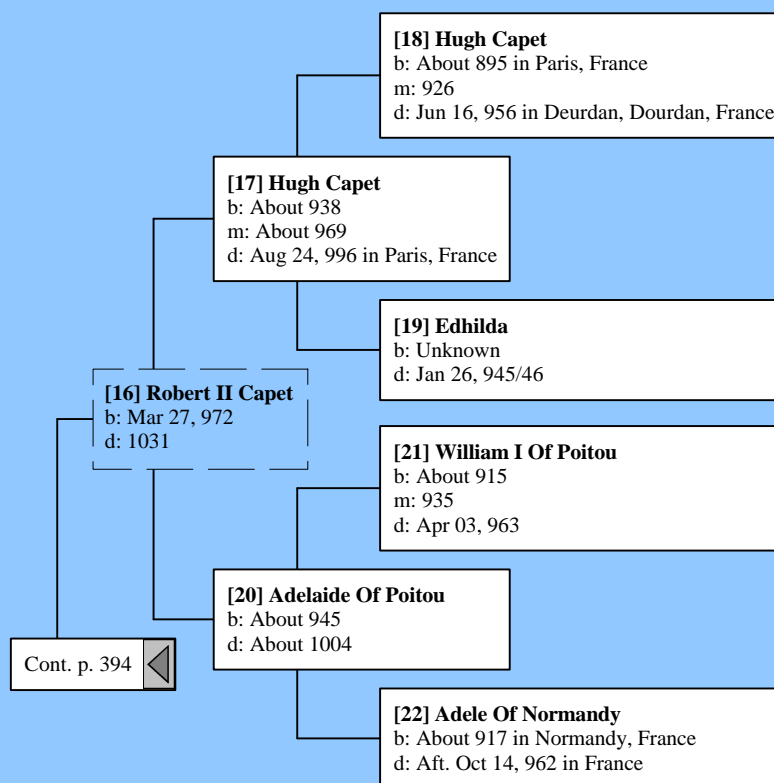 [18] Hugh Capet
b: About 895 in Paris, France
m: 926
d: Jun 16, 956 in Deurdan, Dourdan, France
[17] Hugh Capet
b: About 938
m: About 969
d: Aug 24, 996 in Paris, France
[19] Edhilda
b: Unknown
d: Jan 26, 945/46
[16] Robert II Capet
b: Mar 27, 972
d: 1031
[21] William I Of Poitou
b: About 915
m: 935
d: Apr 03, 963
[20] Adelaide Of Poitou
b: About 945
d: About 1004
Cont. p. 394
[22] Adele Of Normandy
b: About 917 in Normandy, France
d: Aft. Oct 14, 962 in France